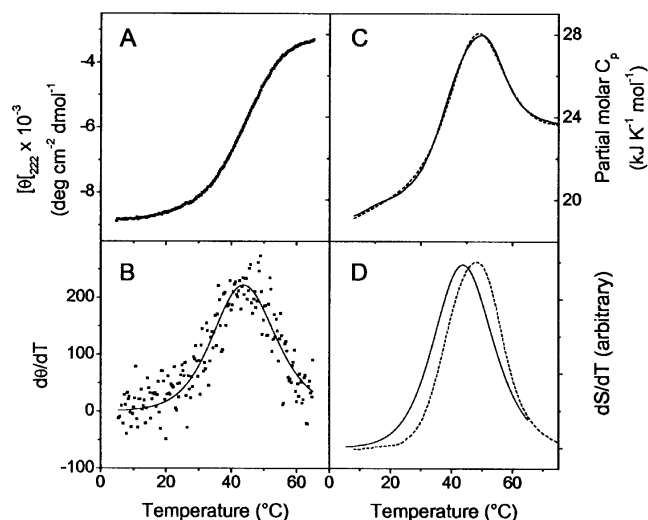 A
-4
-6
-8
[θ[₂₂₂ x 10⁻³
(deg cm⁻² dmol⁻¹
C
28
24
20
Partial molar Cₚ
(kJ K⁻¹ mol⁻¹)
B
200
100
0
-100
dθ/dT
0 20 40 60
Temperature (°C)
D
dS/dT (arbitrary)
0 20 40 60
Temperature (°C)